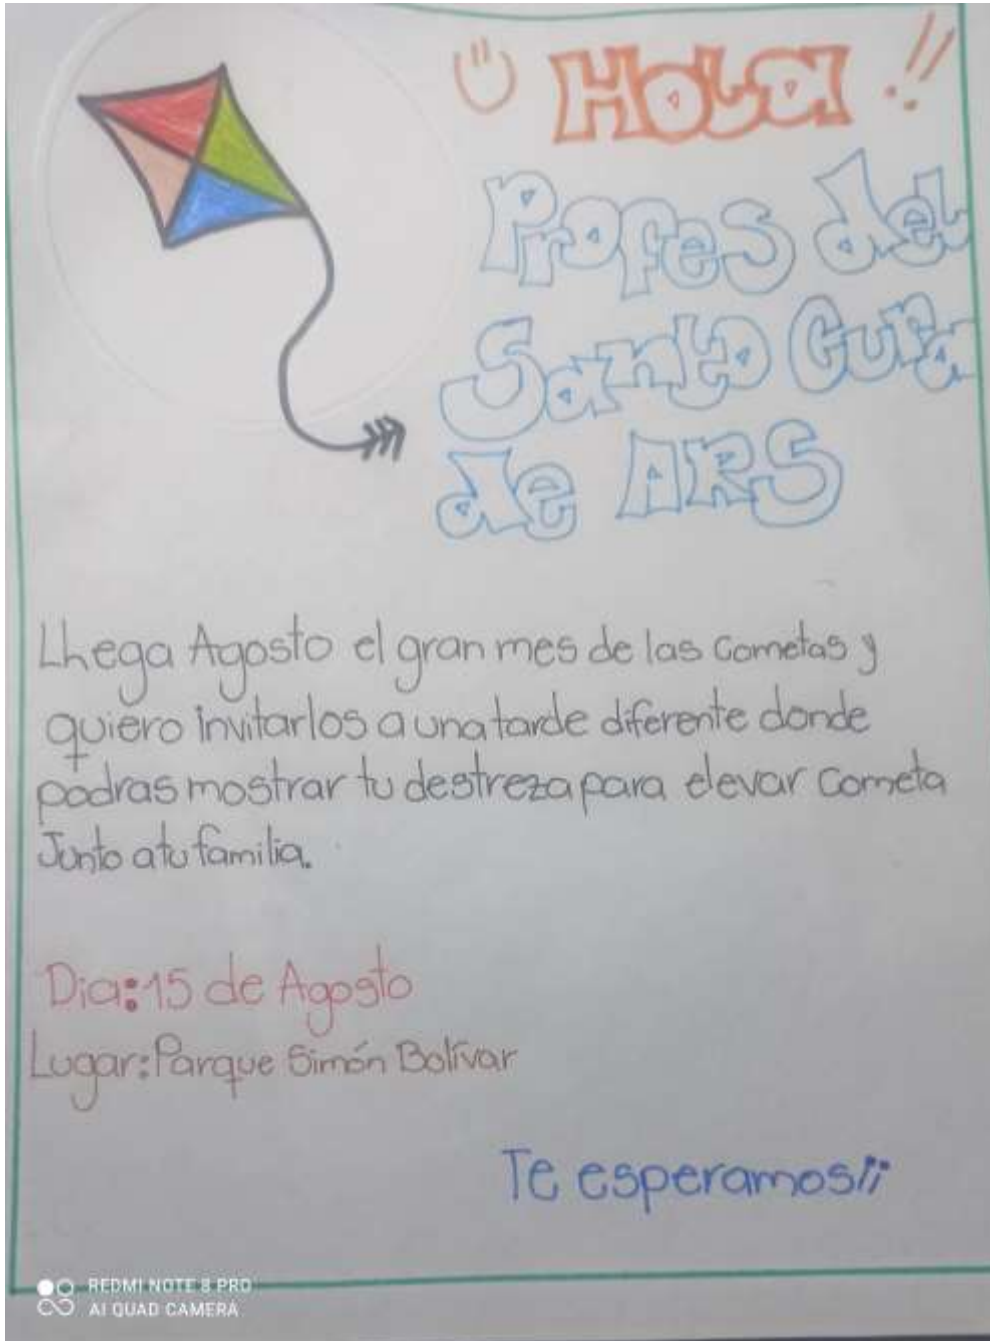 Hola !!
Profes del
Santo Cura
de ARS
Lhega Agosto el gran mes de las cometas y
quiero invitarlos a una tarde diferente donde
podras mostrar tu destreza para elevar cometa
Junto a tu familia.
Dia: 15 de Agosto
Lugar: Parque Simón Bolívar
Te esperamos¡¡
REDMI NOTE 8 PRO
AI QUAD CAMERA